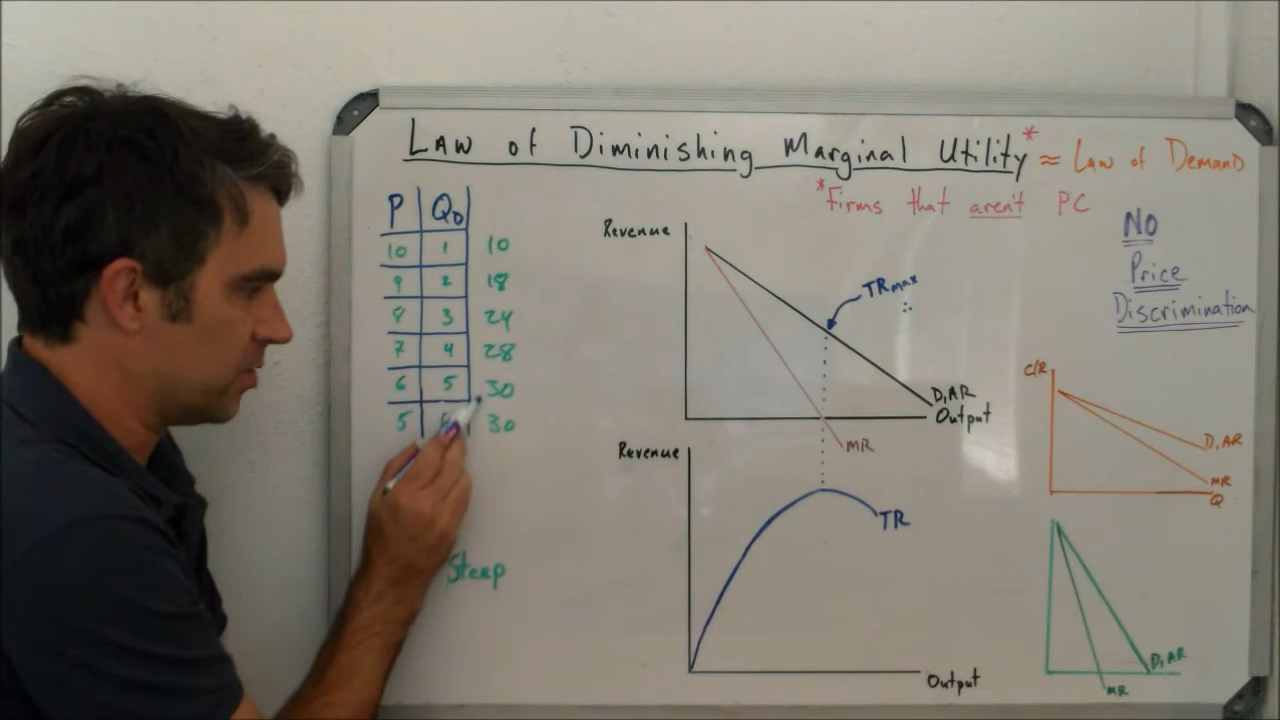 Law of Diminishing Marginal Utility* ≈ Law of Demand
*Firms that aren't PC
P QD
10 1 10
9 2 18
8 3 24
7 4 28
6 5 30
5 30
Steep
Revenue
TRmax
D,AR
Output
MR
Revenue
TR
Output
No
Price
Discrimination
C/R
D,AR
MR
Q
D,AR
MR